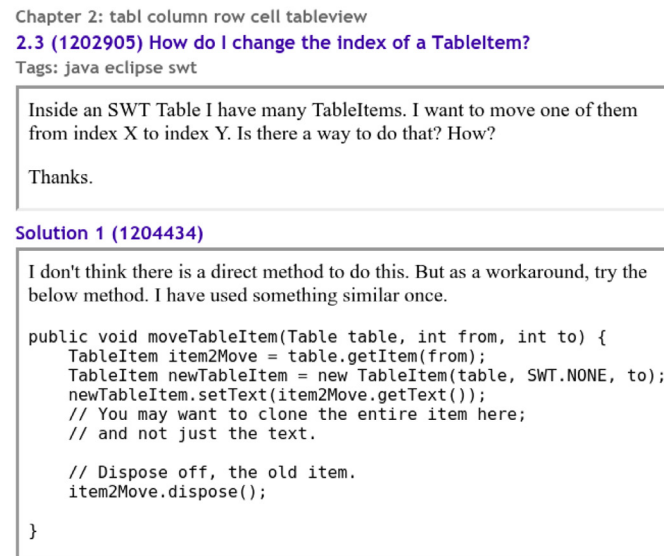 Chapter 2: tabl column row cell tableview
2.3 (1202905) How do I change the index of a TableItem?
Tags: java eclipse swt
Inside an SWT Table I have many TableItems. I want to move one of them
from index X to index Y. Is there a way to do that? How?
Thanks.
Solution 1 (1204434)
I don't think there is a direct method to do this. But as a workaround, try the
below method. I have used something similar once.
public void moveTableItem(Table table, int from, int to) {
    TableItem item2Move = table.getItem(from);
    TableItem newTableItem = new TableItem(table, SWT.NONE, to);
    newTableItem.setText(item2Move.getText());
    // You may want to clone the entire item here;
    // and not just the text.
    // Dispose off, the old item.
    item2Move.dispose();
}